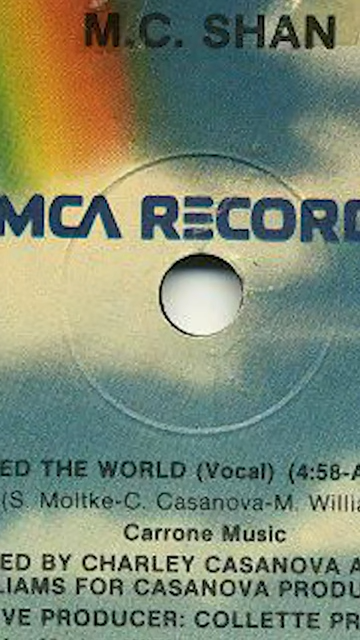 M.C. SHAN
MCA RECORD
ED THE WORLD (Vocal) (4:58-A
(S. Moltke-C. Casanova-M. Willia
Carrone Music
ED BY CHARLEY CASANOVA A
LIAMS FOR CASANOVA PRODU
VE PRODUCER: COLLETTE PR